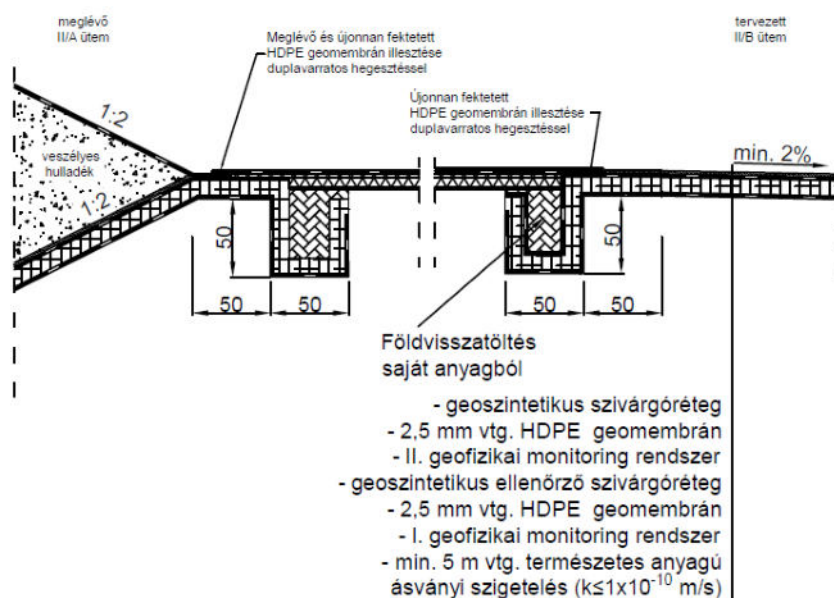 meglévő
II/A ütem
tervezett
II/B ütem
Meglévő és újonnan fektetett
HDPE geomembrán illesztése
duplavarratos hegesztéssel
Újonnan fektetett
HDPE geomembrán illesztése
duplavarratos hegesztéssel
1:2
veszélyes
hulladék
1:2
min. 2%
50
50
50
50
50
50
Földvisszatöltés
saját anyagból
- geoszintetikus szivárgóréteg
- 2,5 mm vtg. HDPE geomembrán
- II. geofizikai monitoring rendszer
- geoszintetikus ellenőrző szivárgóréteg
- 2,5 mm vtg. HDPE geomembrán
- I. geofizikai monitoring rendszer
- min. 5 m vtg. természetes anyagú
ásványi szigetelés (k≤1x10⁻¹⁰ m/s)